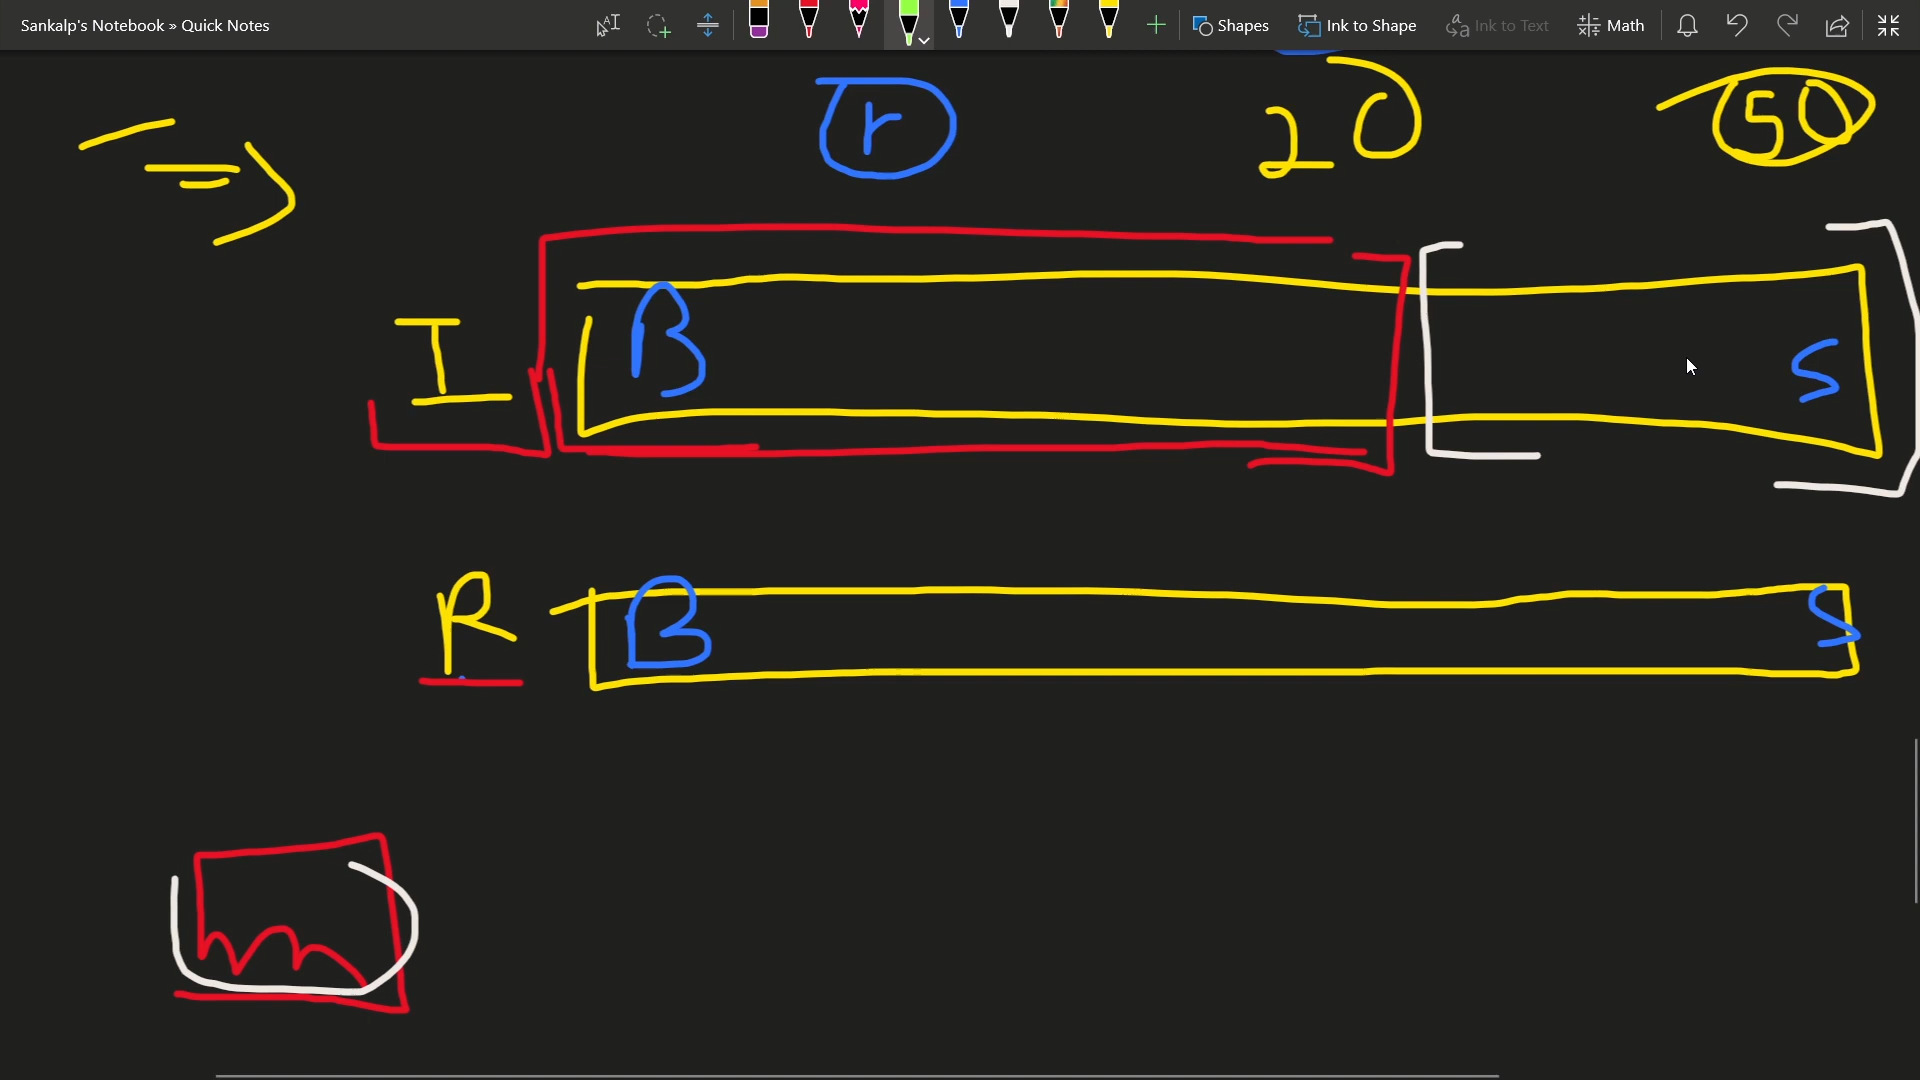 Sankalp's Notebook » Quick Notes
Shapes
Ink to Shape
Ink to Text
Math
r 20 50
I B S
R B S